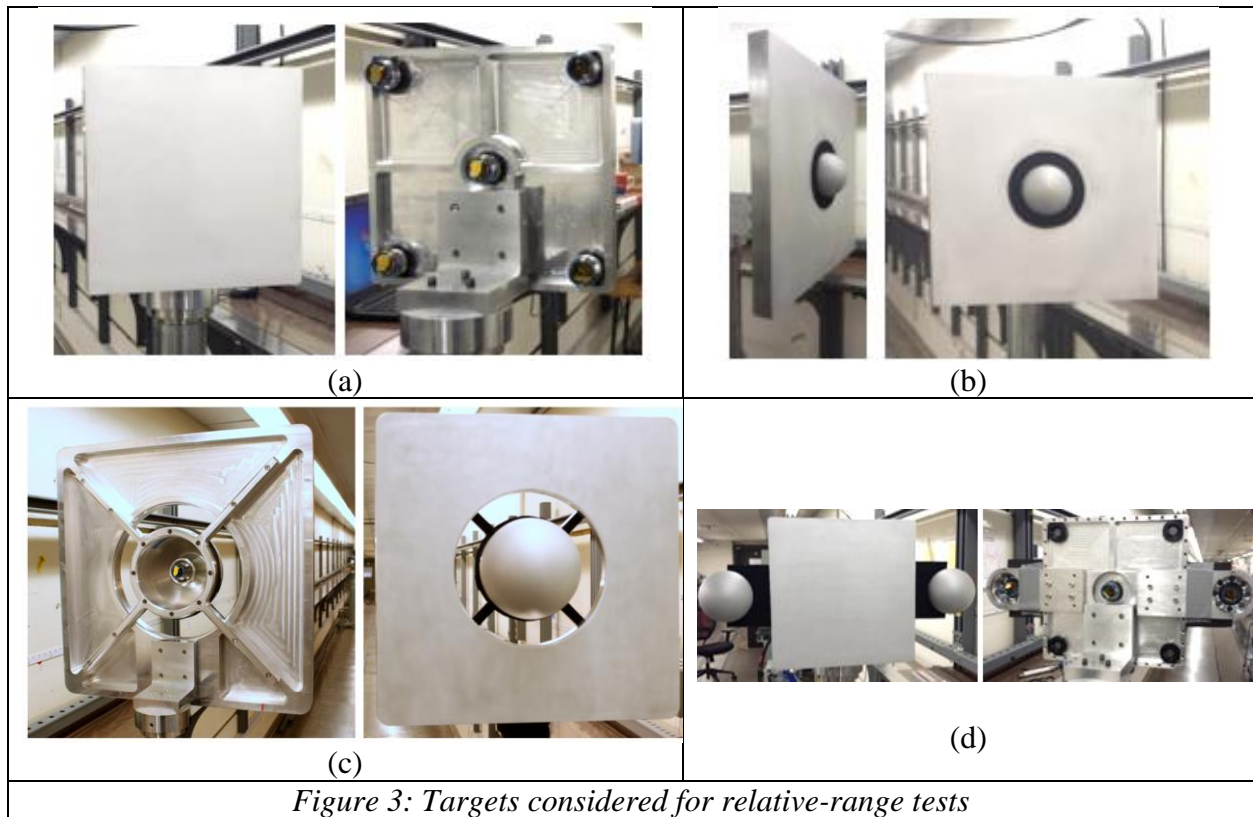 (a)
(b)
(c)
(d)
Figure 3: Targets considered for relative-range tests